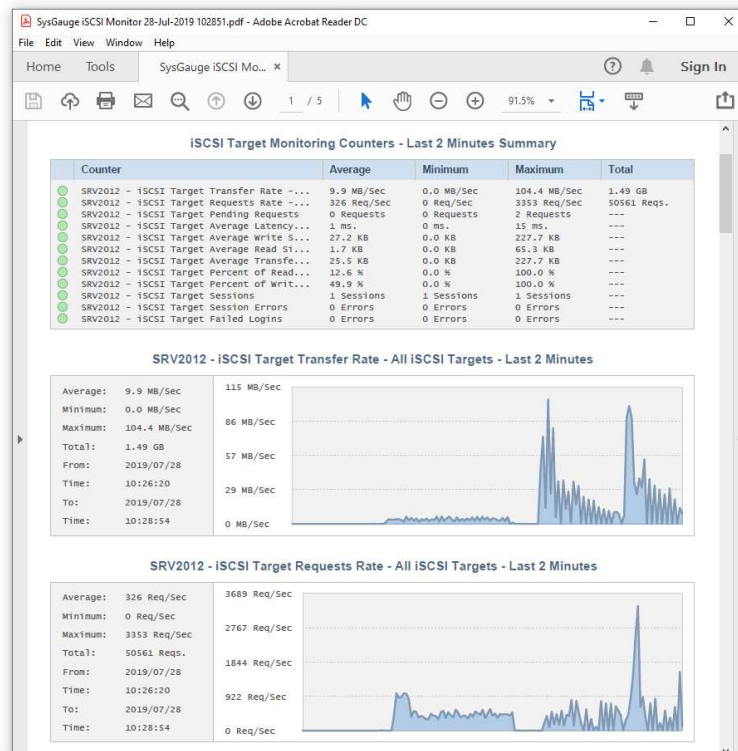 SysGauge iSCSI Monitor 28-Jul-2019 102851.pdf - Adobe Acrobat Reader DC
File Edit View Window Help
Home Tools SysGauge iSCSI Mo... × Sign In
1 / 5 91.5%
iSCSI Target Monitoring Counters - Last 2 Minutes Summary
Counter Average Minimum Maximum Total
SRV2012 - iSCSI Target Transfer Rate -... 9.9 MB/Sec 0.0 MB/Sec 104.4 MB/Sec 1.49 GB
SRV2012 - iSCSI Target Requests Rate -... 326 Req/Sec 0 Req/Sec 3353 Req/Sec 50561 Reqs.
SRV2012 - iSCSI Target Pending Requests 0 Requests 0 Requests 2 Requests ---
SRV2012 - iSCSI Target Average Latency... 1 ms. 0 ms. 15 ms. ---
SRV2012 - iSCSI Target Average Write S... 27.2 KB 0.0 KB 227.7 KB ---
SRV2012 - iSCSI Target Average Read Si... 1.7 KB 0.0 KB 65.3 KB ---
SRV2012 - iSCSI Target Average Transfe... 25.5 KB 0.0 KB 227.7 KB ---
SRV2012 - iSCSI Target Percent of Read... 12.6 % 0.0 % 100.0 % ---
SRV2012 - iSCSI Target Percent of Writ... 49.9 % 0.0 % 100.0 % ---
SRV2012 - iSCSI Target Sessions 1 Sessions 1 Sessions 1 Sessions ---
SRV2012 - iSCSI Target Session Errors 0 Errors 0 Errors 0 Errors ---
SRV2012 - iSCSI Target Failed Logins 0 Errors 0 Errors 0 Errors ---
SRV2012 - iSCSI Target Transfer Rate - All iSCSI Targets - Last 2 Minutes
Average: 9.9 MB/Sec
Minimum: 0.0 MB/Sec
Maximum: 104.4 MB/Sec
Total: 1.49 GB
From: 2019/07/28
Time: 10:26:20
To: 2019/07/28
Time: 10:28:54
115 MB/Sec
86 MB/Sec
57 MB/Sec
29 MB/Sec
0 MB/Sec
SRV2012 - iSCSI Target Requests Rate - All iSCSI Targets - Last 2 Minutes
Average: 326 Req/Sec
Minimum: 0 Req/Sec
Maximum: 3353 Req/Sec
Total: 50561 Reqs.
From: 2019/07/28
Time: 10:26:20
To: 2019/07/28
Time: 10:28:54
3689 Req/Sec
2767 Req/Sec
1844 Req/Sec
922 Req/Sec
0 Req/Sec